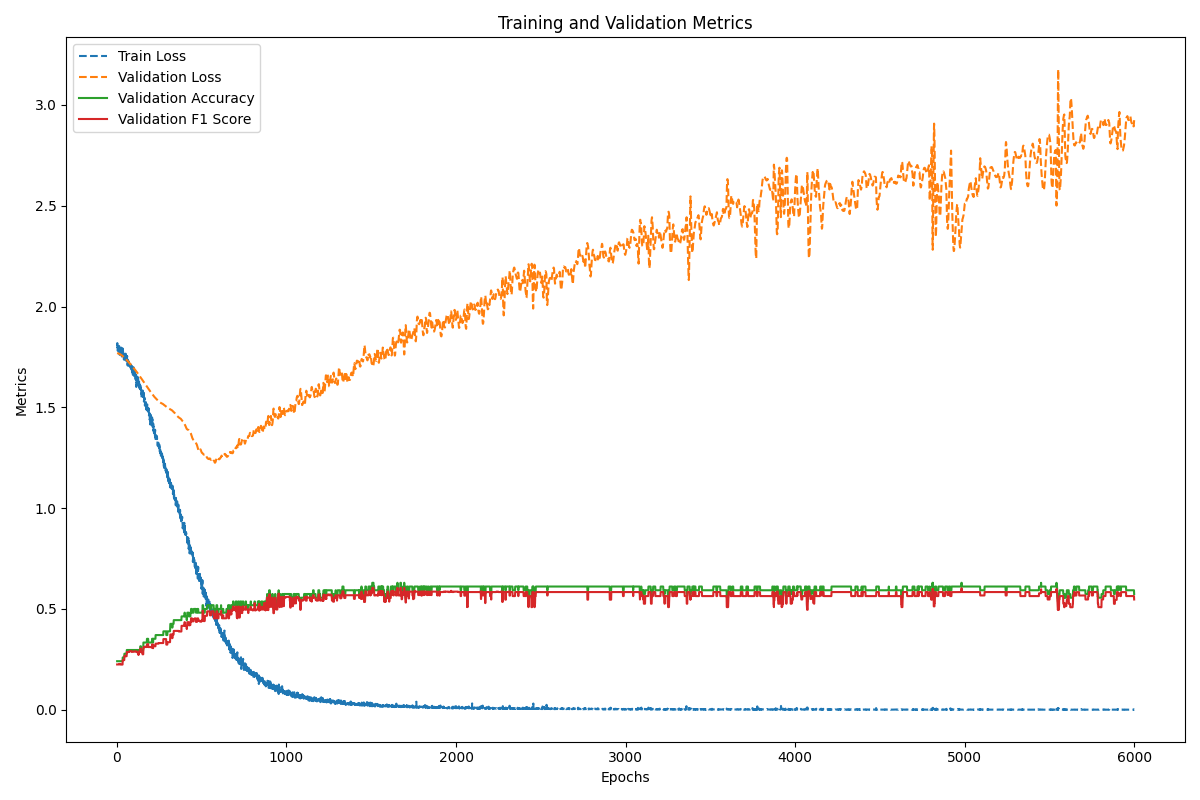 Training and Validation Metrics
Train Loss
Validation Loss
Validation Accuracy
Validation F1 Score
Metrics
3.0
2.5
2.0
1.5
1.0
0.5
0.0
0 1000 2000 3000 4000 5000 6000
Epochs